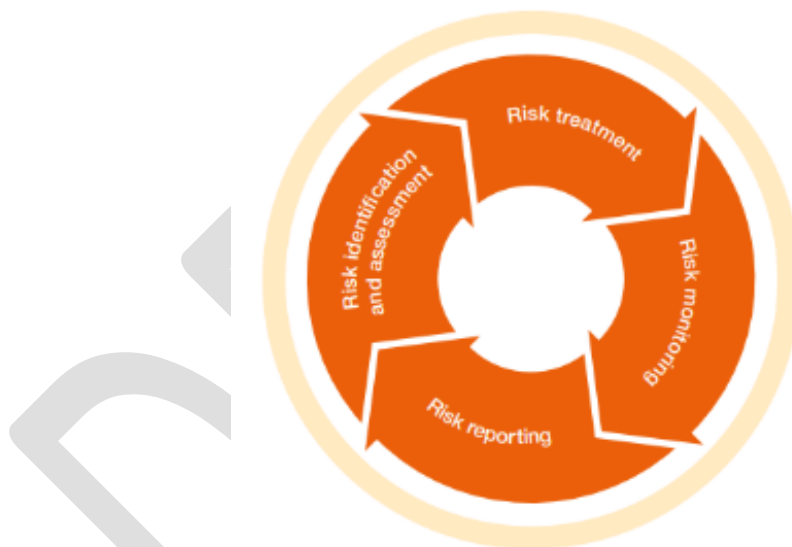 Risk treatment
Risk monitoring
Risk reporting
Risk identification
and assessment